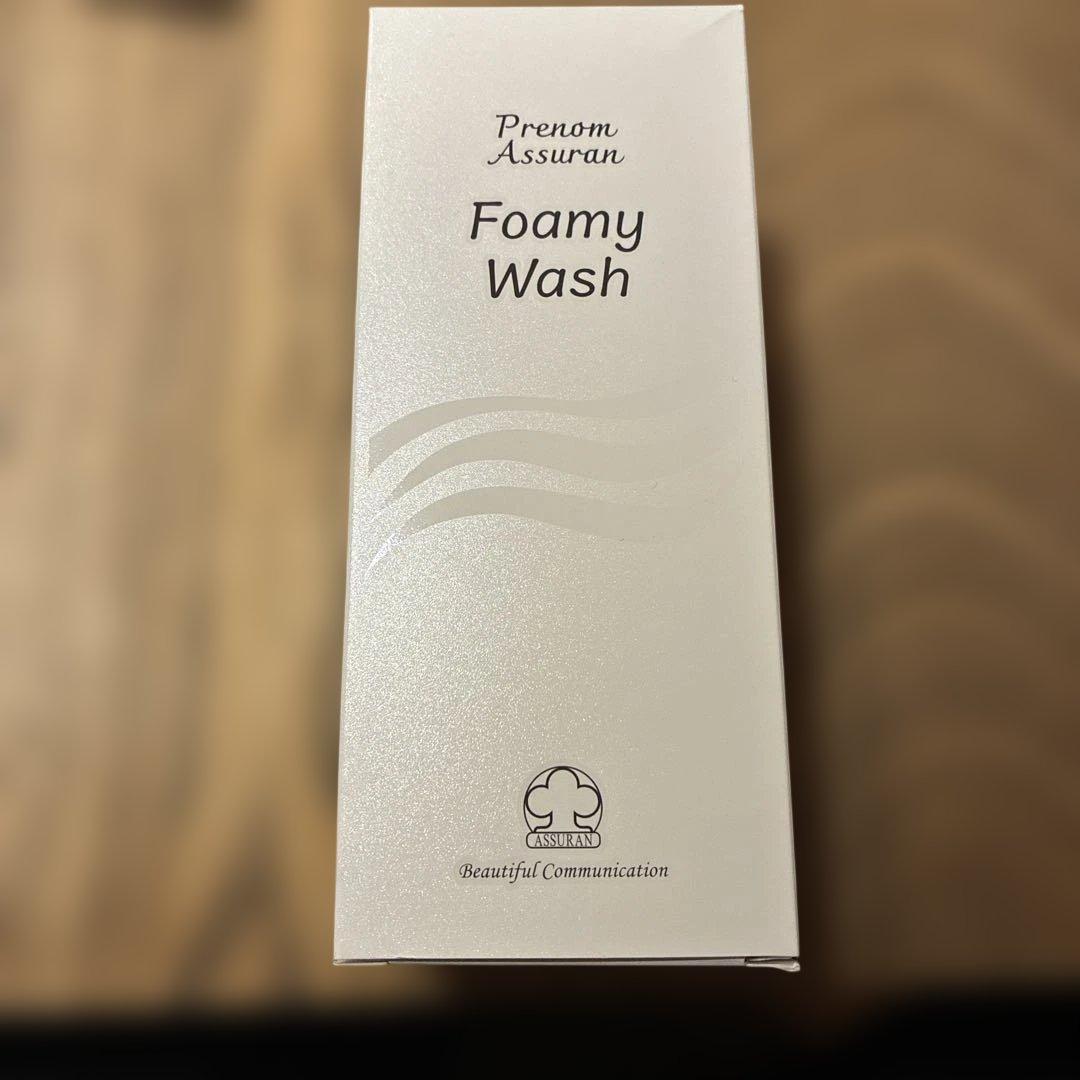 Prenom
Assuran
Foamy
Wash
ASSURAN
Beautiful Communication